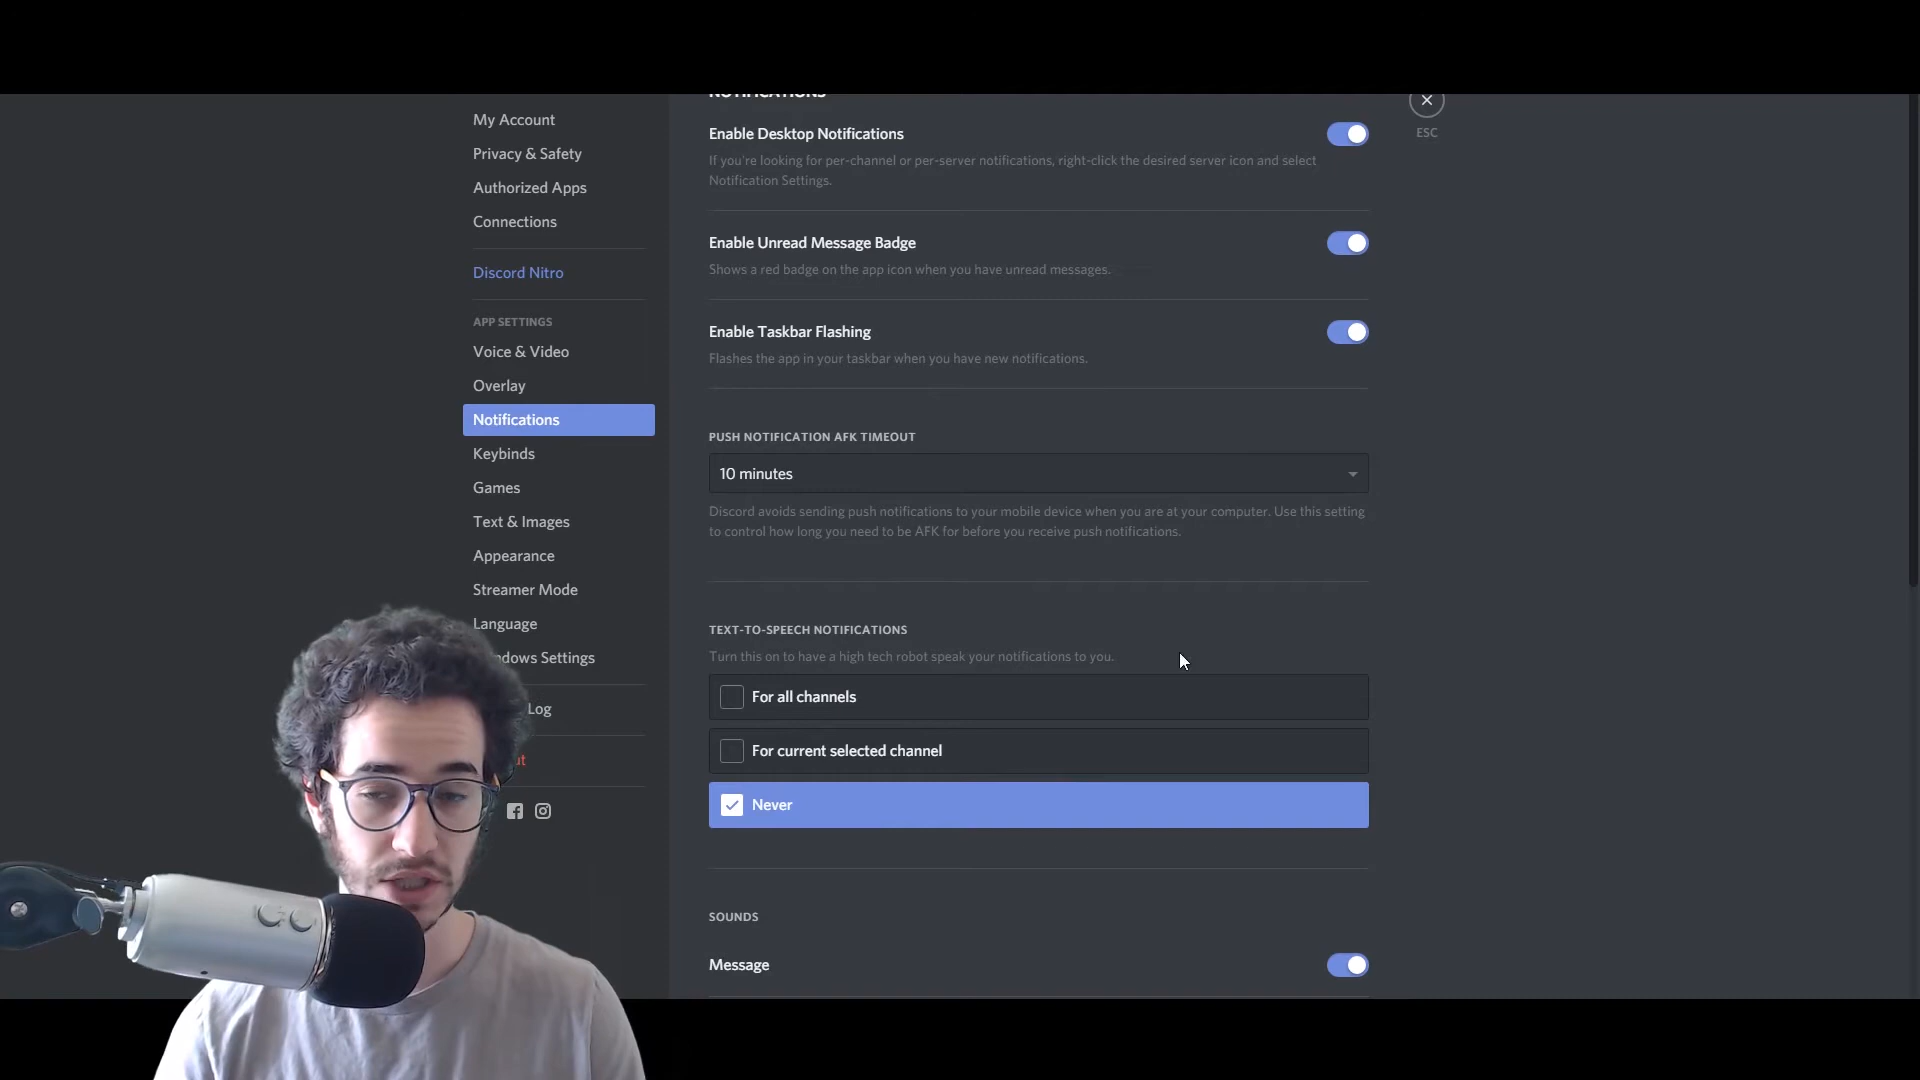 My Account
Privacy & Safety
Authorized Apps
Connections
Discord Nitro
APP SETTINGS
Voice & Video
Overlay
Notifications
Keybinds
Games
Text & Images
Appearance
Streamer Mode
Language
ndows Settings
Log
ut
NOTIFICATIONS
Enable Desktop Notifications
If you're looking for per-channel or per-server notifications, right-click the desired server icon and select
Notification Settings.
Enable Unread Message Badge
Shows a red badge on the app icon when you have unread messages.
Enable Taskbar Flashing
Flashes the app in your taskbar when you have new notifications.
PUSH NOTIFICATION AFK TIMEOUT
10 minutes
Discord avoids sending push notifications to your mobile device when you are at your computer. Use this setting
to control how long you need to be AFK for before you receive push notifications.
TEXT-TO-SPEECH NOTIFICATIONS
Turn this on to have a high tech robot speak your notifications to you.
For all channels
For current selected channel
Never
SOUNDS
Message
ESC